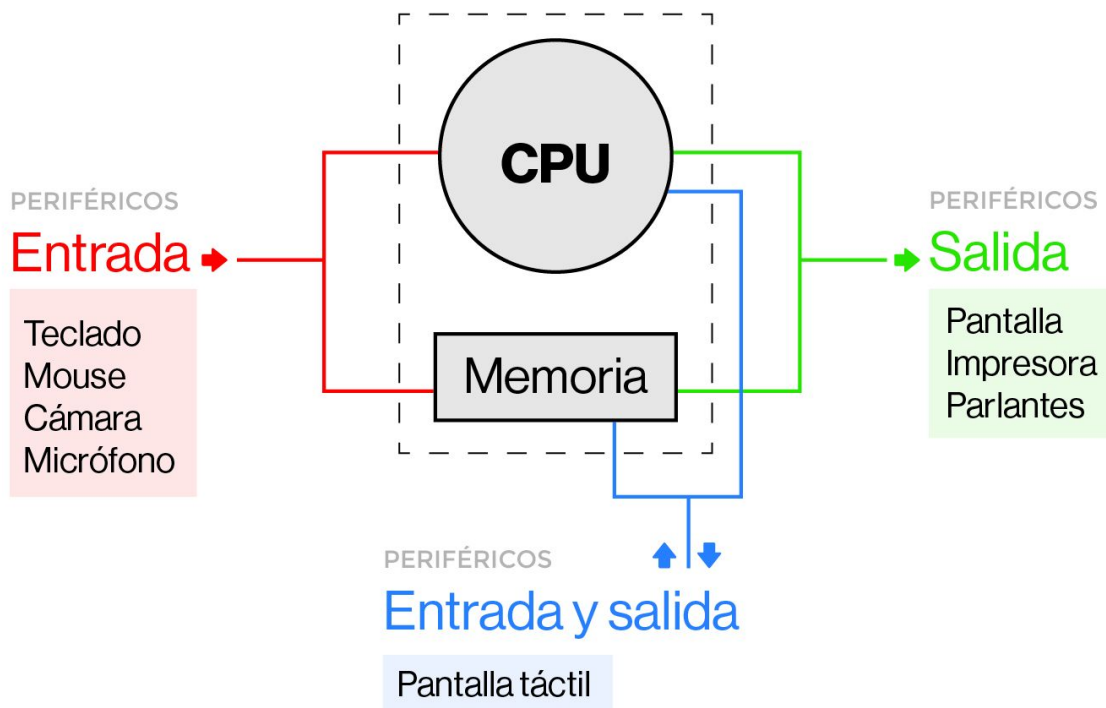 CPU
Memoria
PERIFÉRICOS
Entrada
Teclado
Mouse
Cámara
Micrófono
PERIFÉRICOS
Salida
Pantalla
Impresora
Parlantes
PERIFÉRICOS
Entrada y salida
Pantalla táctil